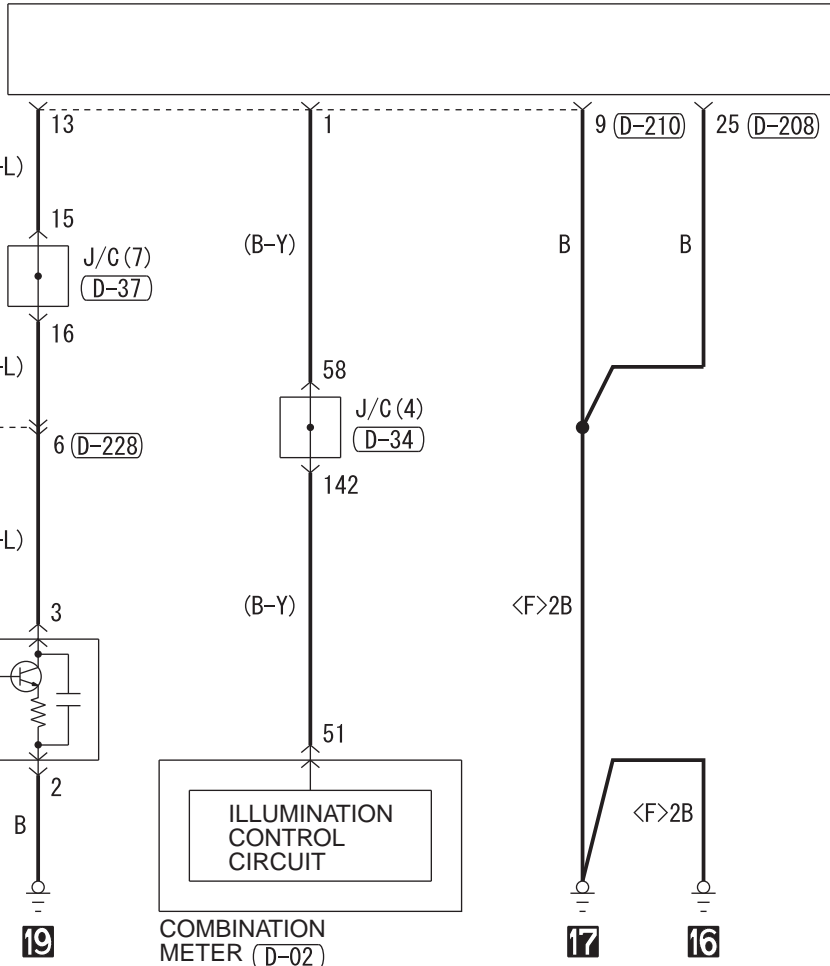 13
1
9 (D-210)
25 (D-208)
-L)
15
(B-Y)
B
B
J/C(7)
D-37
16
-L)
58
J/C(4)
D-34
6 (D-228)
142
-L)
(B-Y)
<F>2B
3
51
2
B
ILLUMINATION
CONTROL
CIRCUIT
<F>2B
COMBINATION
METER (D-02)
19
17
16